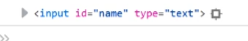 <input id="name" type="text">
>>